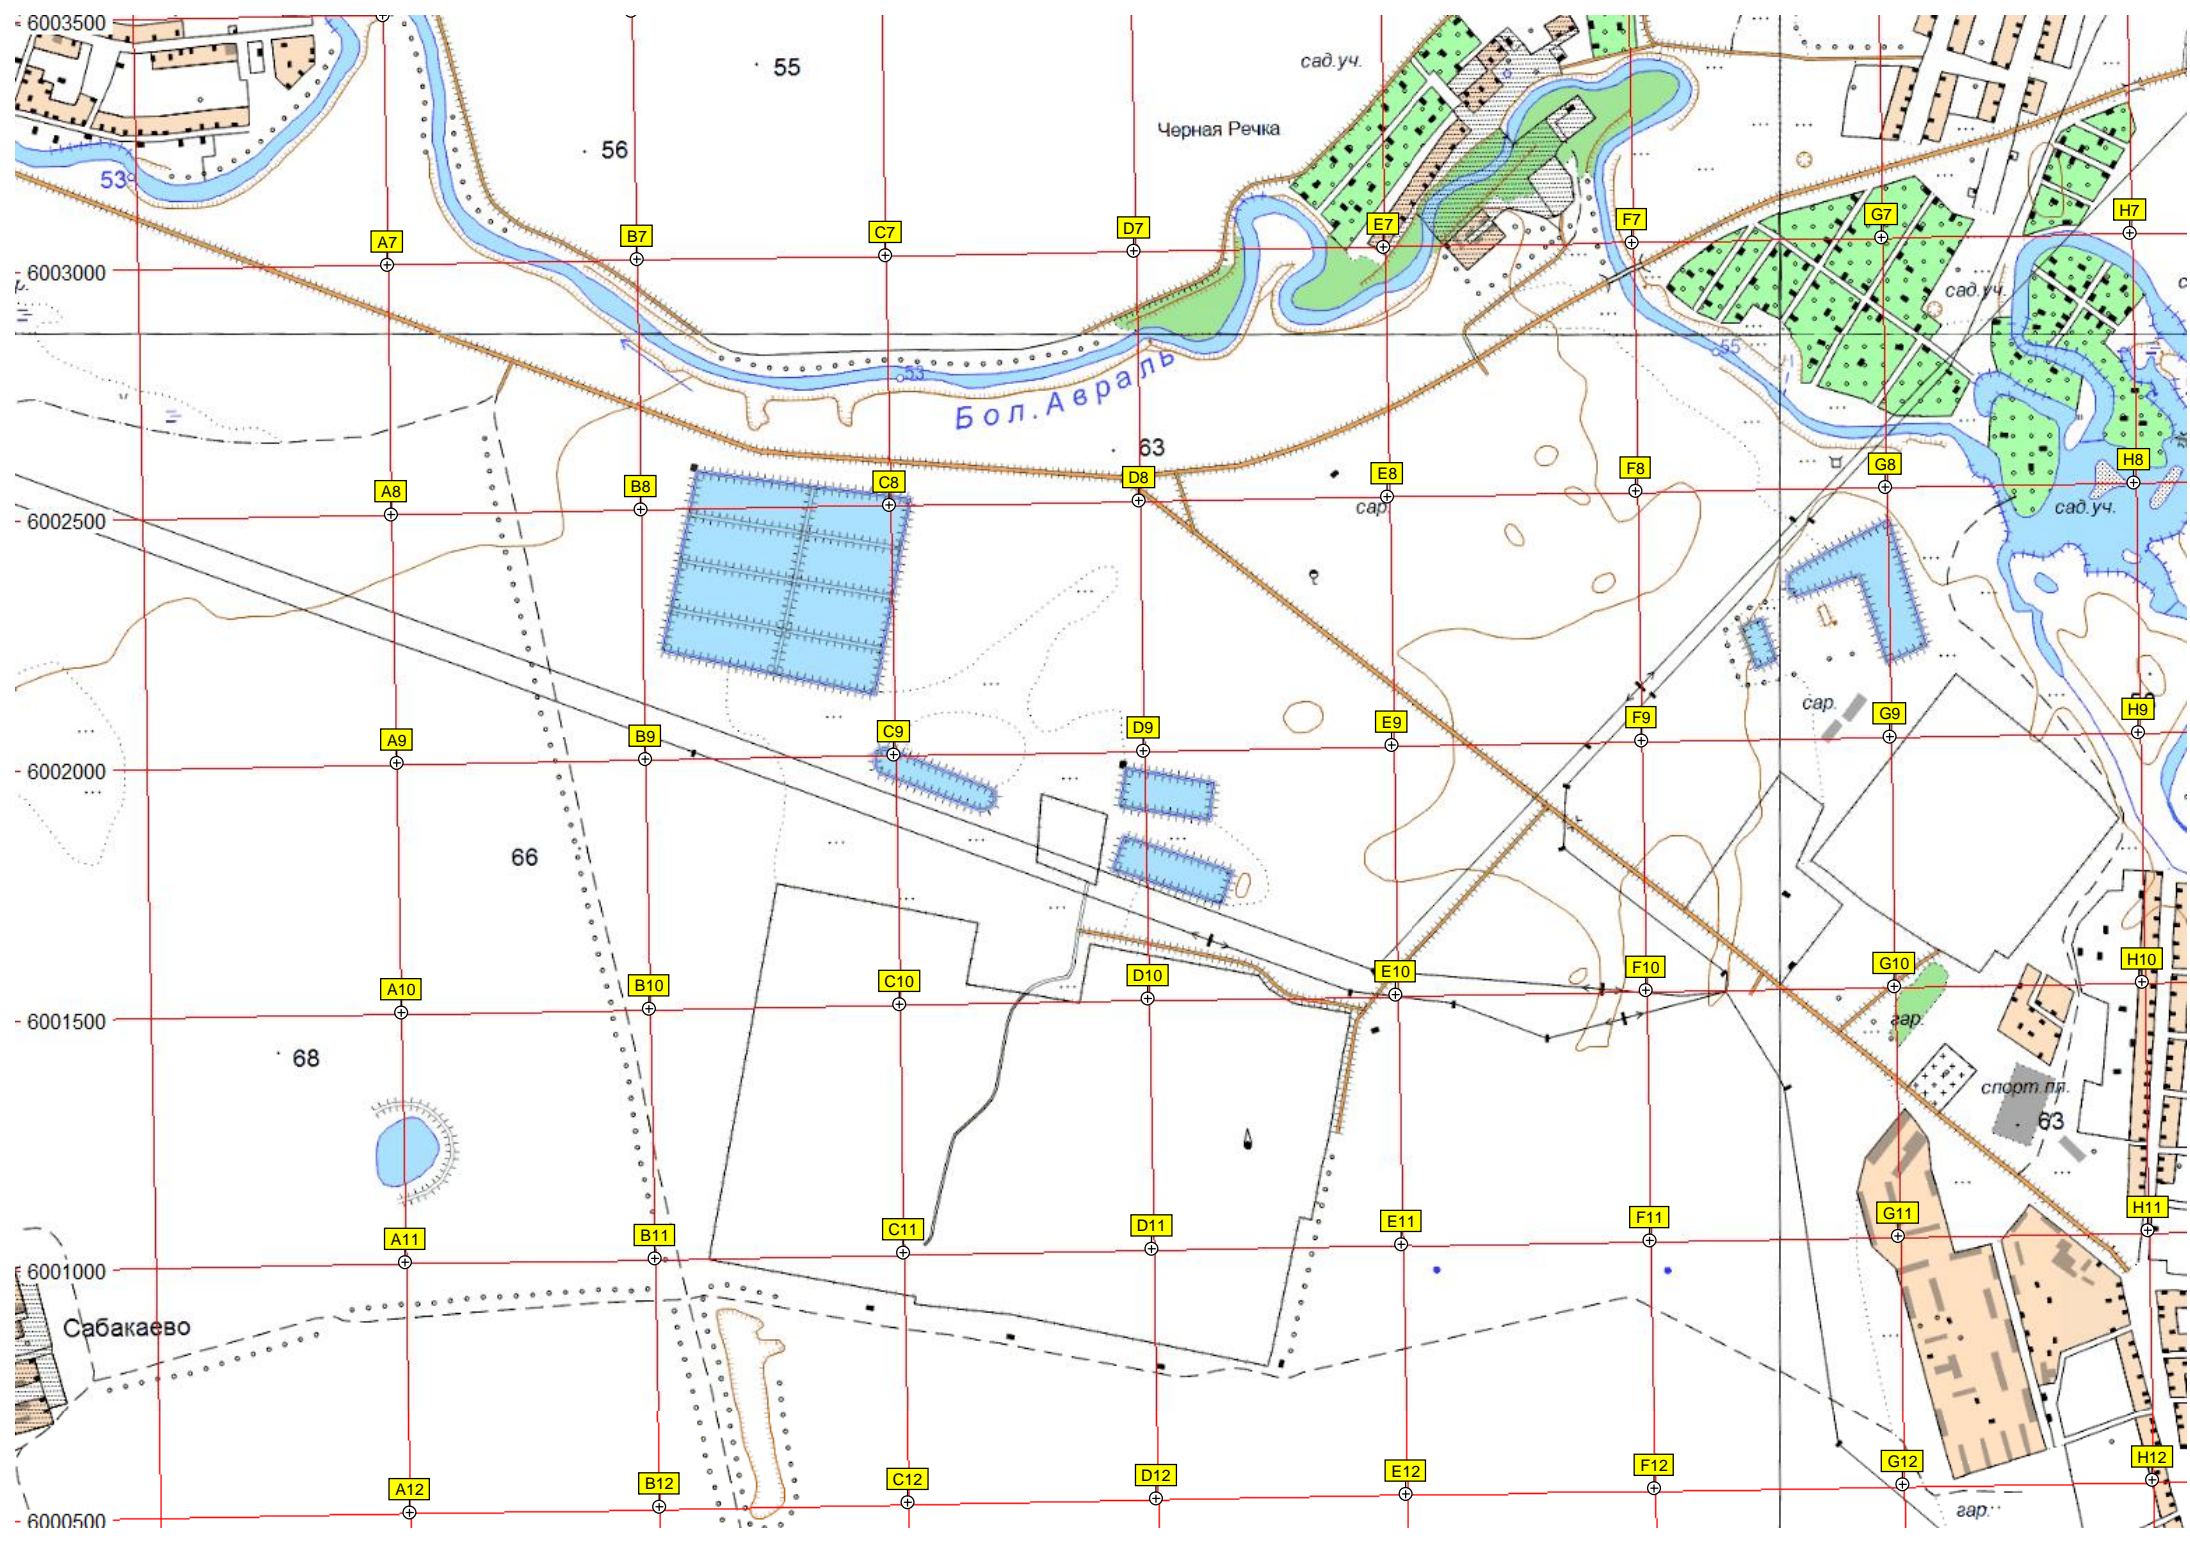 6003500
55
сад.уч.
Черная Речка
56
53
A7
B7
C7
D7
E7
F7
G7
H7
6003000
сад.уч.
55
53
Бол.Авраль
63
A8
B8
C8
D8
E8
F8
G8
H8
6002500
сар.
сад.уч.
сар.
A9
B9
C9
D9
E9
F9
G9
H9
6002000
66
A10
B10
C10
D10
E10
F10
G10
H10
6001500
гар.
68
спорт.пл.
63
A11
B11
C11
D11
E11
F11
G11
H11
6001000
Сабакаево
A12
B12
C12
D12
E12
F12
G12
H12
6000500
гар.